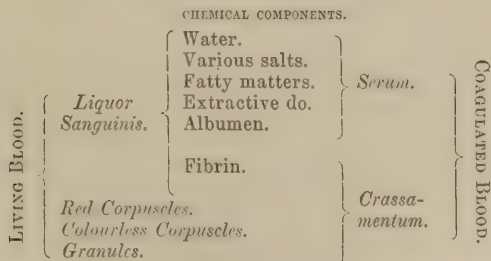 CHEMICAL COMPONENTS.
Water.
Various salts.
Fatty matters.
Extractive do.
Albumen.
Fibrin.
Liquor
Sanguinis.
Red Corpuscles.
Colourless Corpuscles.
Granules.
Serum.
Crassa-
mentum.
LIVING BLOOD.
COAGULATED BLOOD.